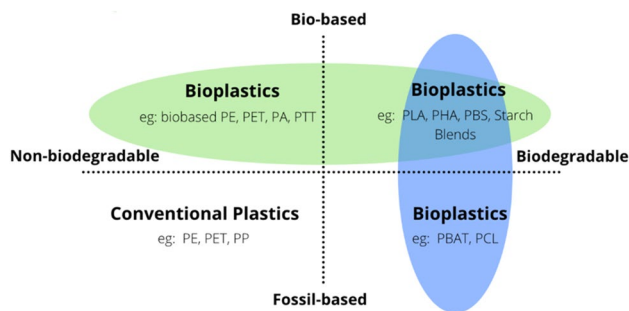 Bio-based
Bioplastics
eg: biobased PE, PET, PA, PTT
Bioplastics
eg: PLA, PHA, PBS, Starch
Blends
Non-biodegradable
Biodegradable
Conventional Plastics
eg: PE, PET, PP
Bioplastics
eg: PBAT, PCL
Fossil-based